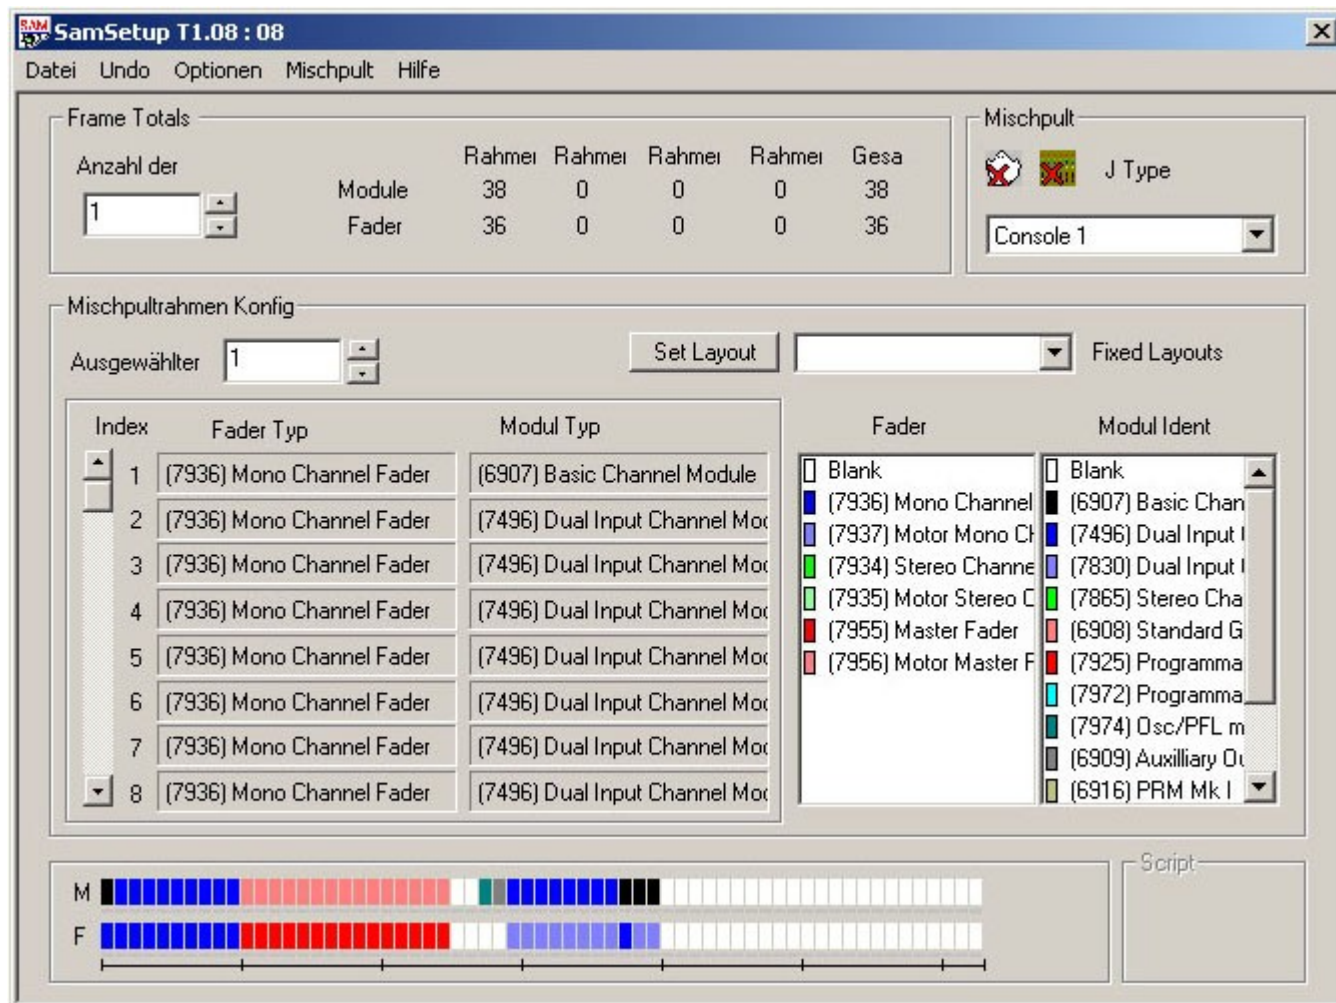 SamSetup T1.08 : 08
Datei Undo Optionen Mischpult Hilfe
Frame Totals
Anzahl der
1
Rahmei Rahmei Rahmei Rahmei Gesa
Module 38 0 0 0 38
Fader 36 0 0 0 36
Mischpult
J Type
Console 1
Mischpultrahmen Konfig
Ausgewählter 1
Set Layout
Fixed Layouts
Index Fader Typ Modul Typ
1 (7936) Mono Channel Fader (6907) Basic Channel Module
2 (7936) Mono Channel Fader (7496) Dual Input Channel Mod
3 (7936) Mono Channel Fader (7496) Dual Input Channel Mod
4 (7936) Mono Channel Fader (7496) Dual Input Channel Mod
5 (7936) Mono Channel Fader (7496) Dual Input Channel Mod
6 (7936) Mono Channel Fader (7496) Dual Input Channel Mod
7 (7936) Mono Channel Fader (7496) Dual Input Channel Mod
8 (7936) Mono Channel Fader (7496) Dual Input Channel Mod
Fader
Blank
(7936) Mono Channel
(7937) Motor Mono Ch
(7934) Stereo Channe
(7935) Motor Stereo C
(7955) Master Fader
(7956) Motor Master F
Modul Ident
Blank
(6907) Basic Chan
(7496) Dual Input
(7830) Dual Input
(7865) Stereo Cha
(6908) Standard G
(7925) Programma
(7972) Programma
(7974) Osc/PFL m
(6909) Auxilliary Ou
(6916) PRM Mk I
M
F
Script